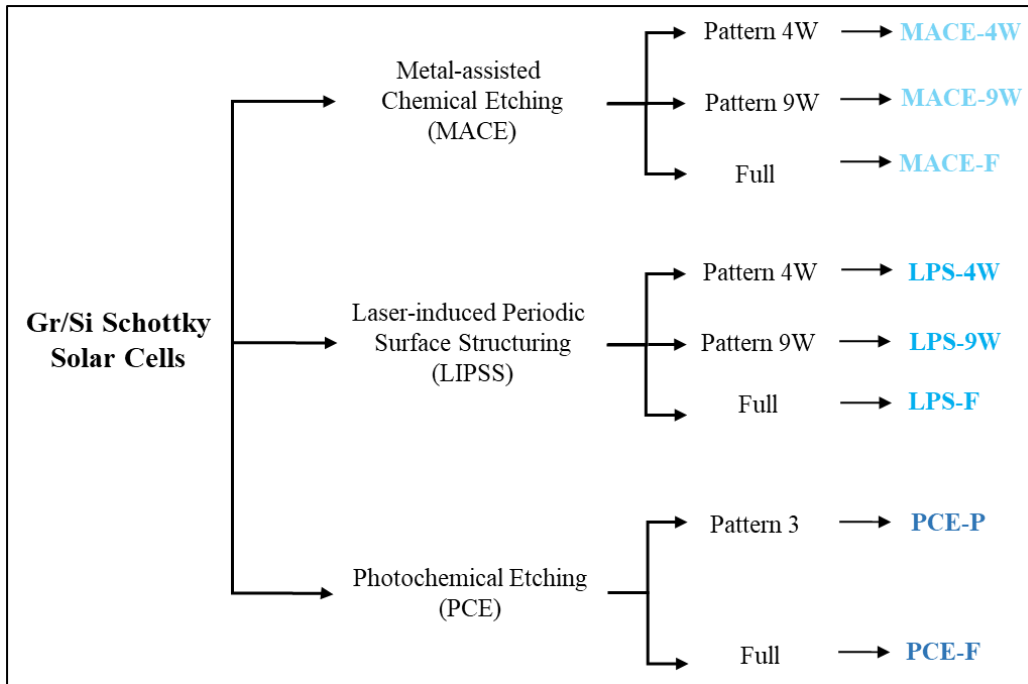 Gr/Si Schottky
Solar Cells
Metal-assisted
Chemical Etching
(MACE)
Pattern 4W
MACE-4W
Pattern 9W
MACE-9W
Full
MACE-F
Laser-induced Periodic
Surface Structuring
(LIPSS)
Pattern 4W
LPS-4W
Pattern 9W
LPS-9W
Full
LPS-F
Photochemical Etching
(PCE)
Pattern 3
PCE-P
Full
PCE-F